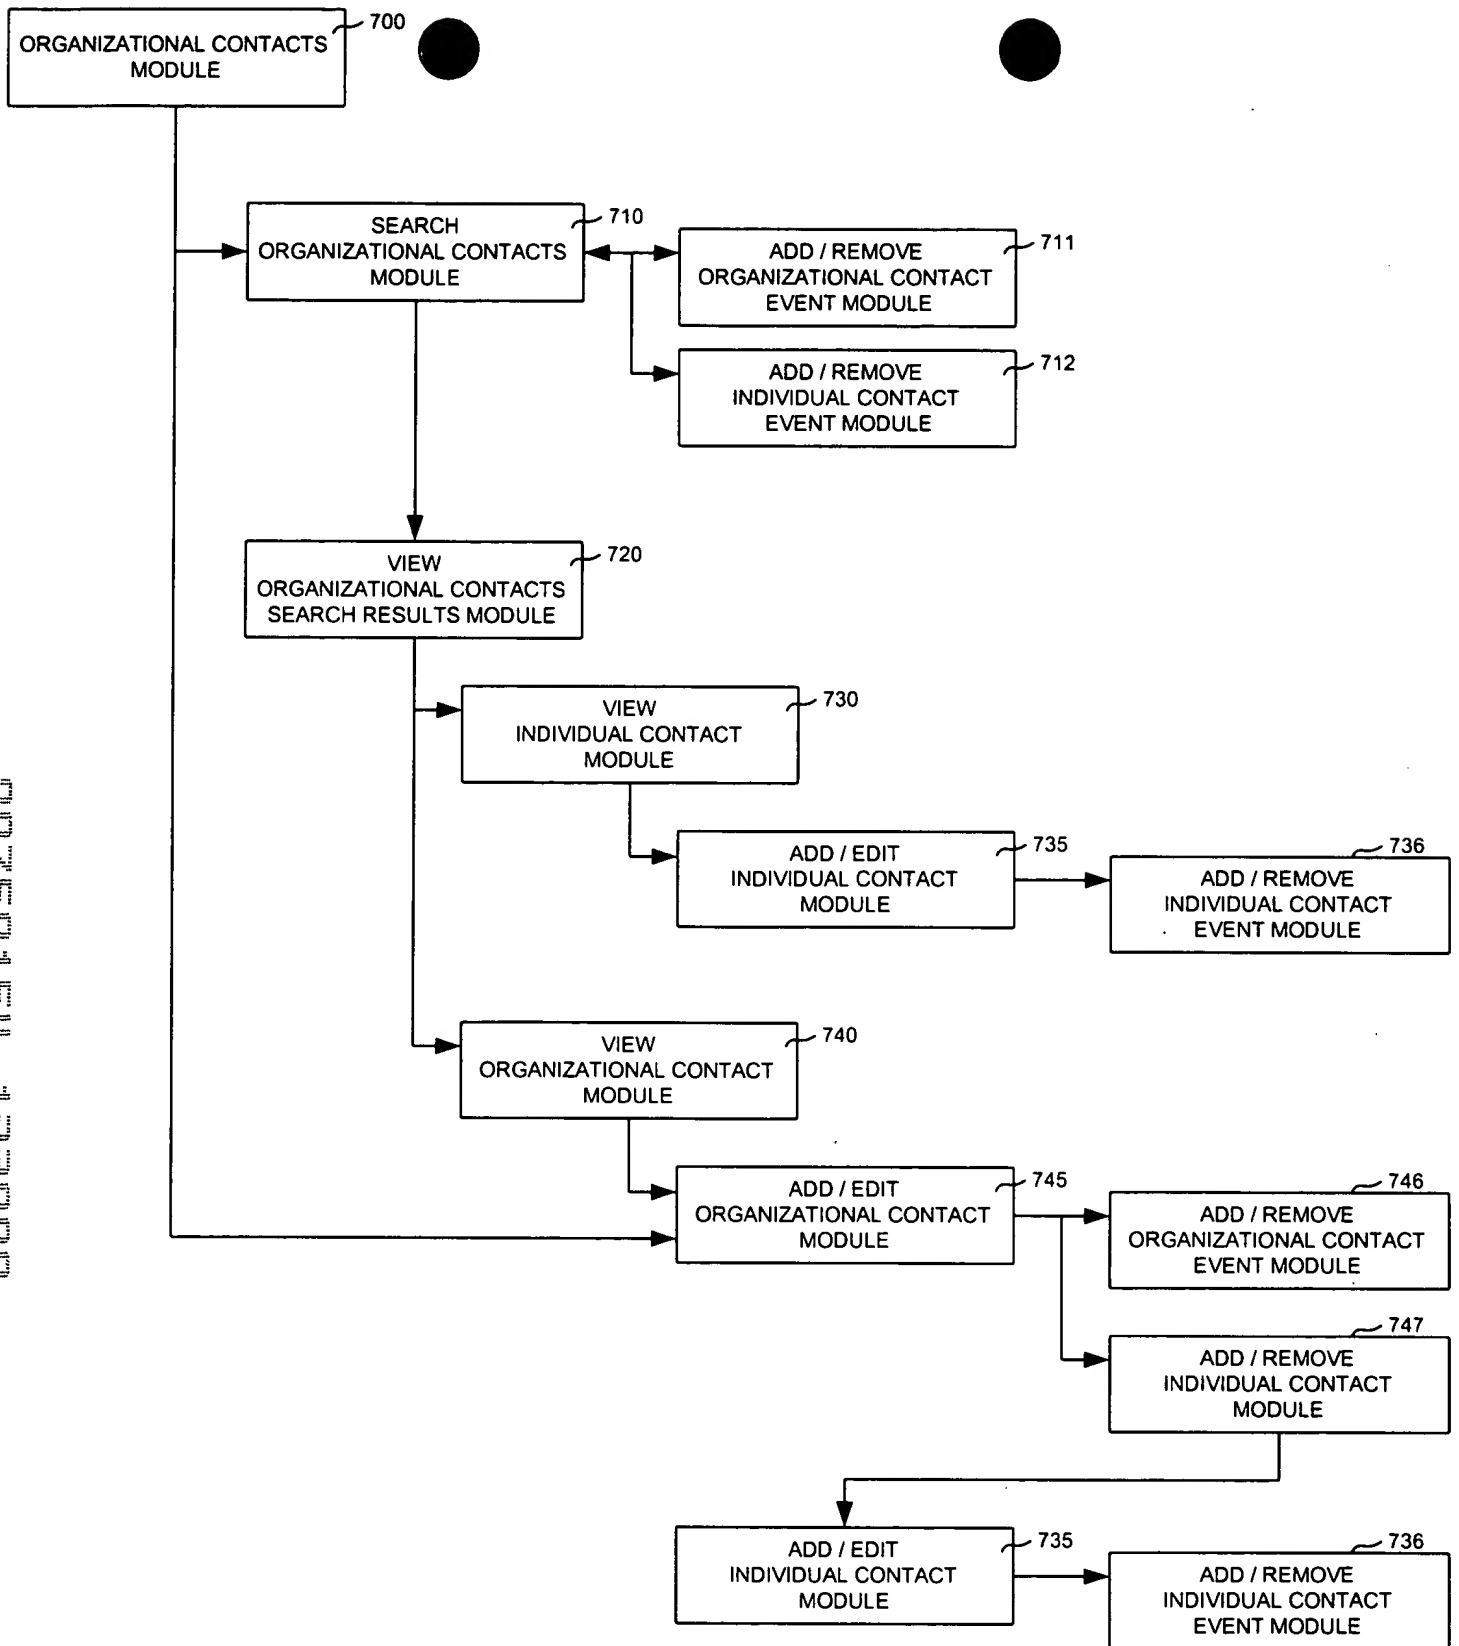 ORGANIZATIONAL CONTACTS
MODULE
700
SEARCH
ORGANIZATIONAL CONTACTS
MODULE
710
ADD / REMOVE
ORGANIZATIONAL CONTACT
EVENT MODULE
711
ADD / REMOVE
INDIVIDUAL CONTACT
EVENT MODULE
712
VIEW
ORGANIZATIONAL CONTACTS
SEARCH RESULTS MODULE
720
VIEW
INDIVIDUAL CONTACT
MODULE
730
ADD / EDIT
INDIVIDUAL CONTACT
MODULE
735
ADD / REMOVE
INDIVIDUAL CONTACT
EVENT MODULE
736
VIEW
ORGANIZATIONAL CONTACT
MODULE
740
ADD / EDIT
ORGANIZATIONAL CONTACT
MODULE
745
ADD / REMOVE
ORGANIZATIONAL CONTACT
EVENT MODULE
746
ADD / REMOVE
INDIVIDUAL CONTACT
MODULE
747
ADD / EDIT
INDIVIDUAL CONTACT
MODULE
735
ADD / REMOVE
INDIVIDUAL CONTACT
EVENT MODULE
736